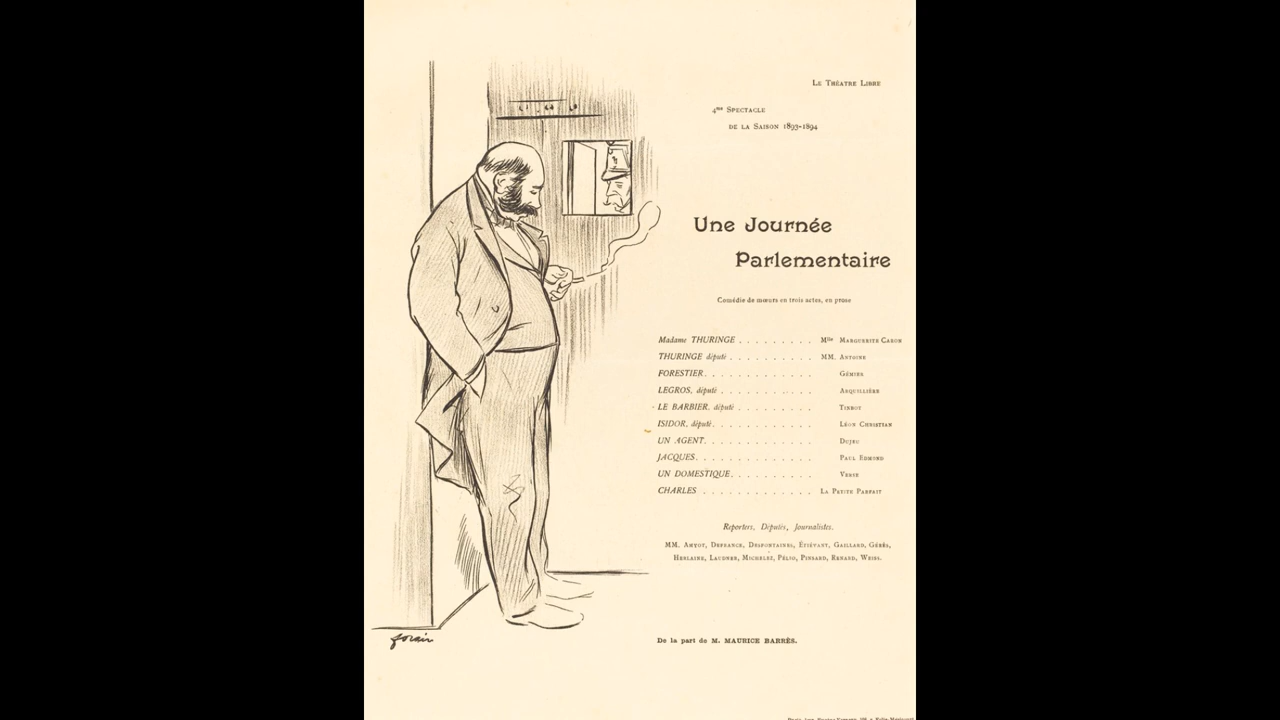 Le Théatre Libre
4me Spectacle
de la Saison 1893-1894
Une Journée
Parlementaire
Comédie de mœurs en trois actes, en prose
Madame THURINGE . . . . . . . . . Mlle Marguerite Caron
THURINGE député . . . . . . . . . . MM. Antoine
FORESTIER . . . . . . . . . . . . . Gémier
LEGROS, député . . . . . . . . . . . Arquillière
LE BARBIER, député . . . . . . . . . Tinbot
ISIDOR, député . . . . . . . . . . . . Léon Christian
UN AGENT . . . . . . . . . . . . . Dujeu
JACQUES . . . . . . . . . . . . . . Paul Edmond
UN DOMESTIQUE . . . . . . . . . . Verse
CHARLES . . . . . . . . . . . . . La Petite Parfait
Reporters, Députés, Journalistes.
MM. Amyot, Defrance, Desfontaines, Étiévant, Gaillard, Gérès,
Herlaine, Laudner, Michelez, Pélio, Pinsard, Renard, Weiss.
forain
De la part de M. MAURICE BARRÈS.